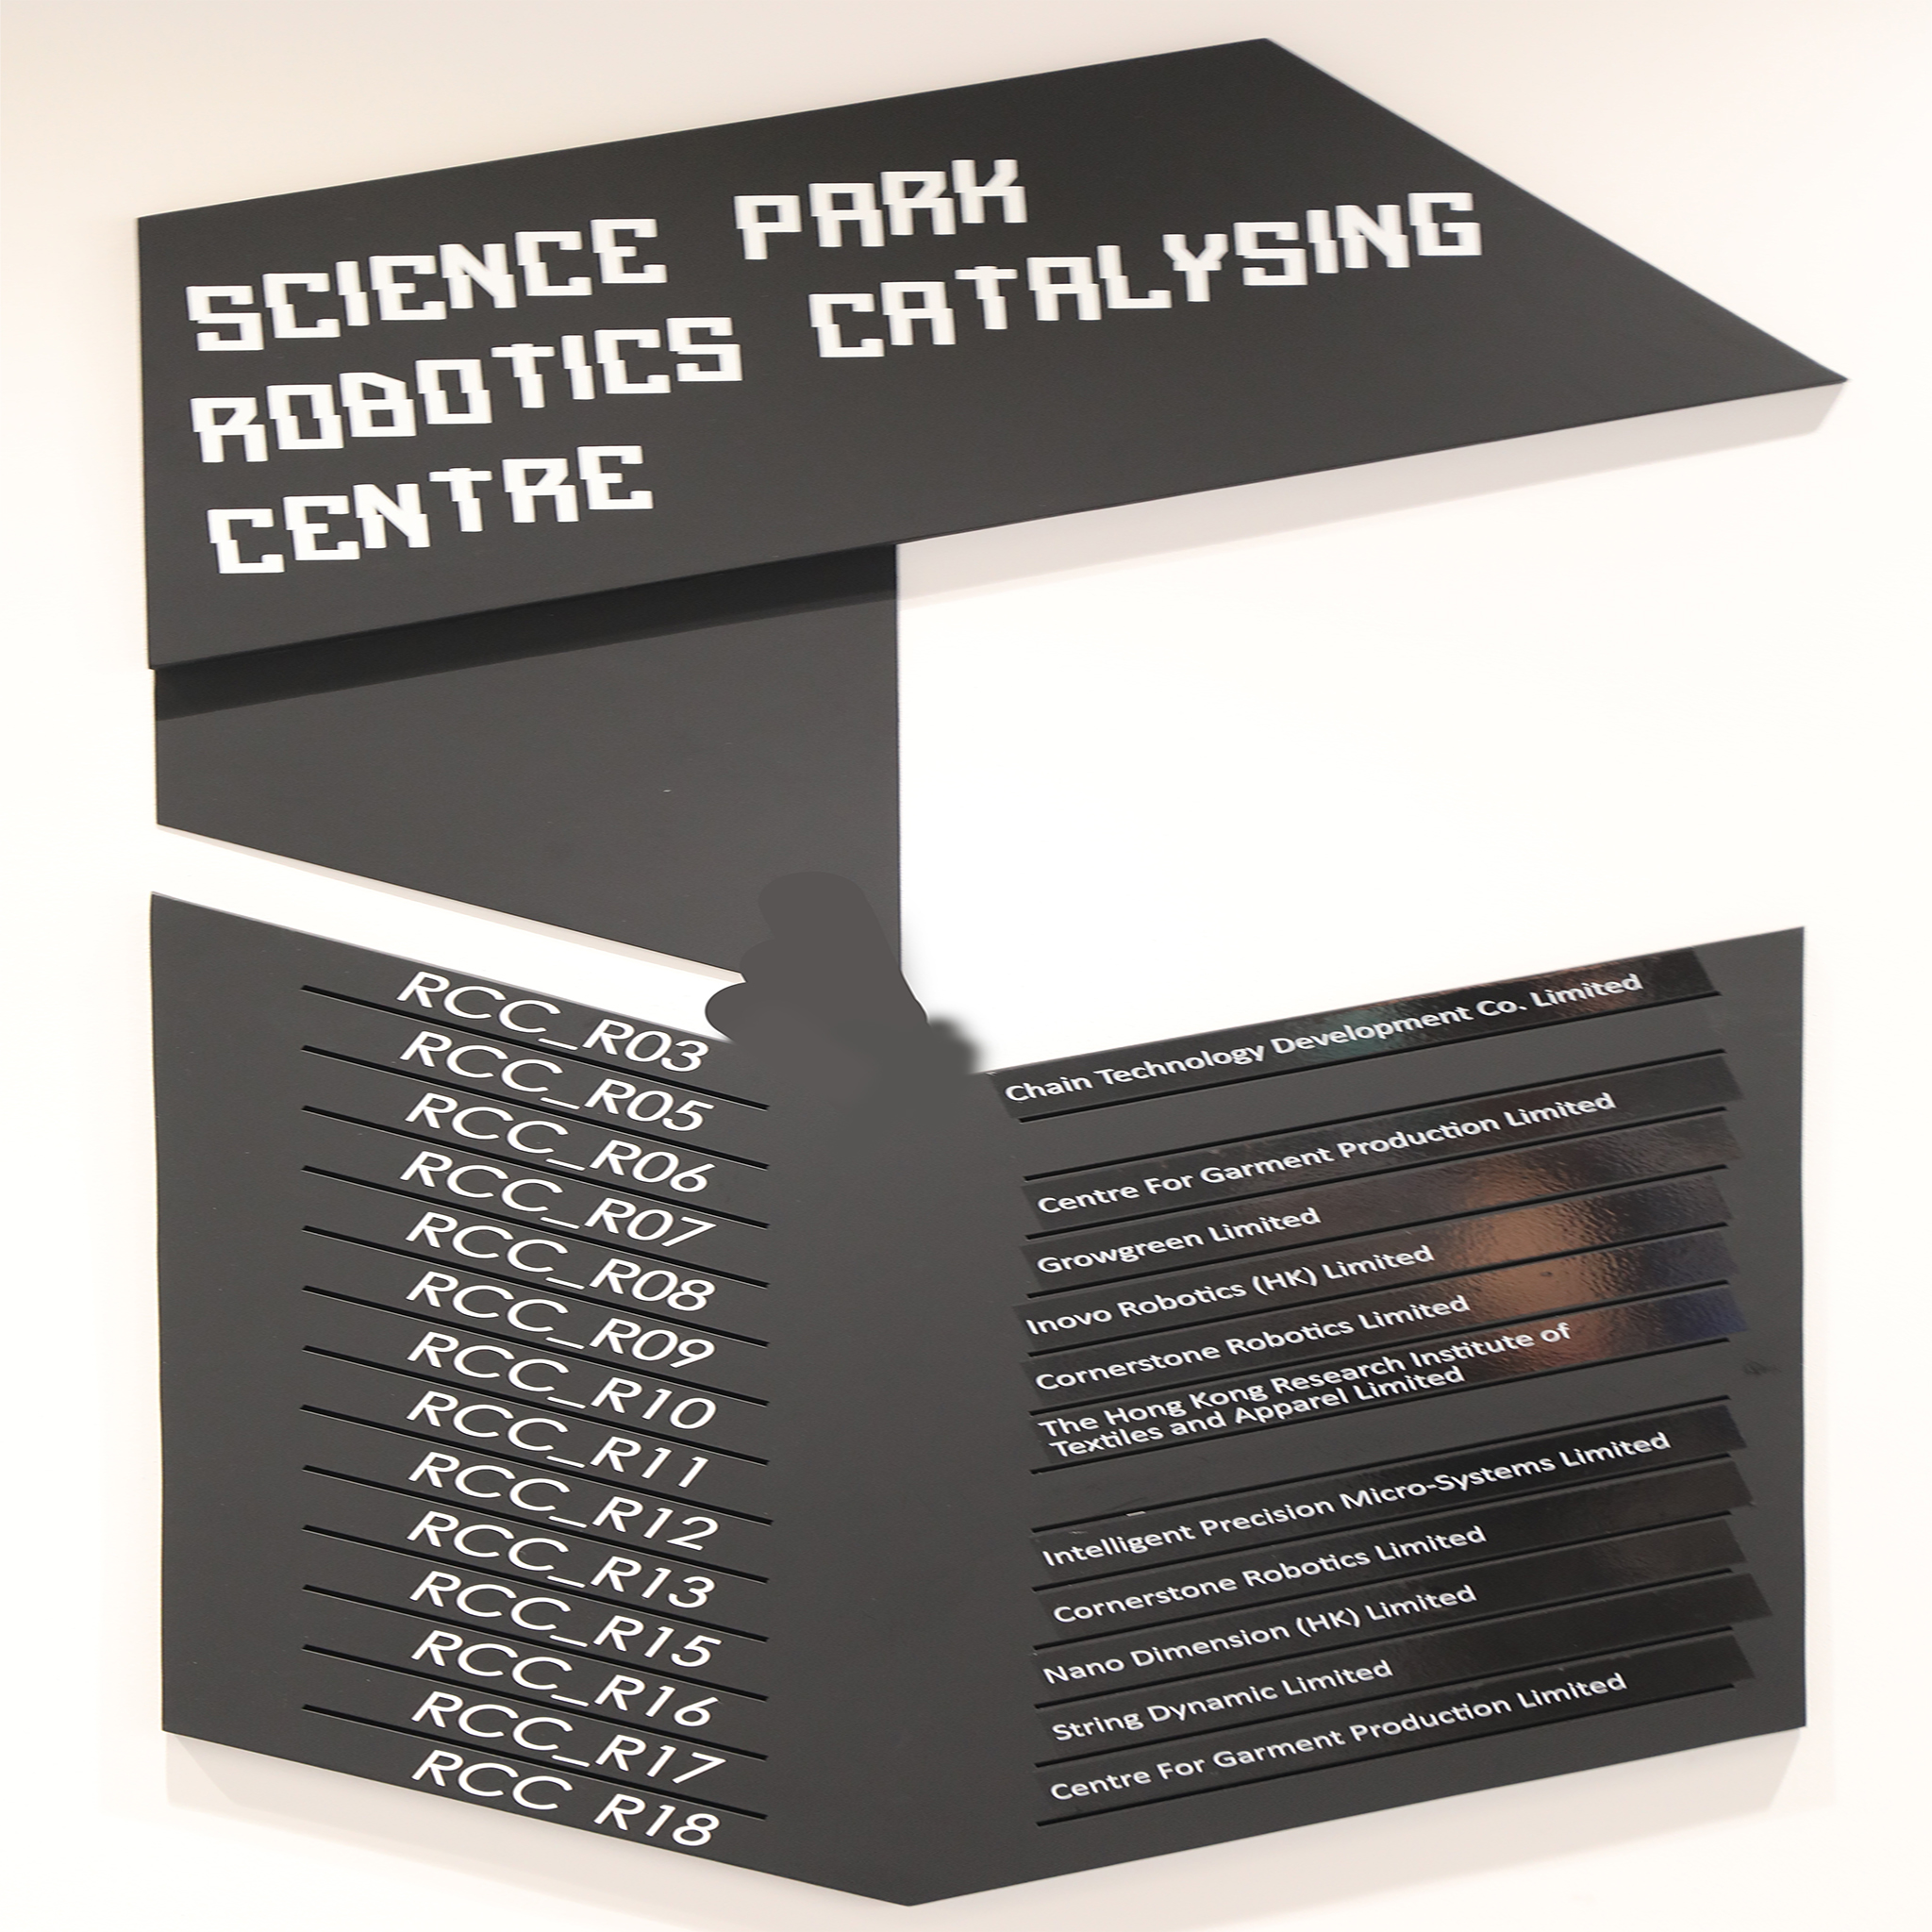 SCIENCE PARK
ROBOTICS CATALYSING
CENTRE
RCC_R03
RCC_R05
RCC_R06
RCC_R07
RCC_R08
RCC_R09
RCC_R10
RCC_R11
RCC_R12
RCC_R13
RCC_R15
RCC_R16
RCC_R17
RCC R18
Chain Technology Development Co. Limited
Centre For Garment Production Limited
Growgreen Limited
Inovo Robotics (HK) Limited
Cornerstone Robotics Limited
The Hong Kong Research Institute of
Textiles and Apparel Limited
Intelligent Precision Micro-Systems Limited
Cornerstone Robotics Limited
Nano Dimension (HK) Limited
String Dynamic Limited
Centre For Garment Production Limited